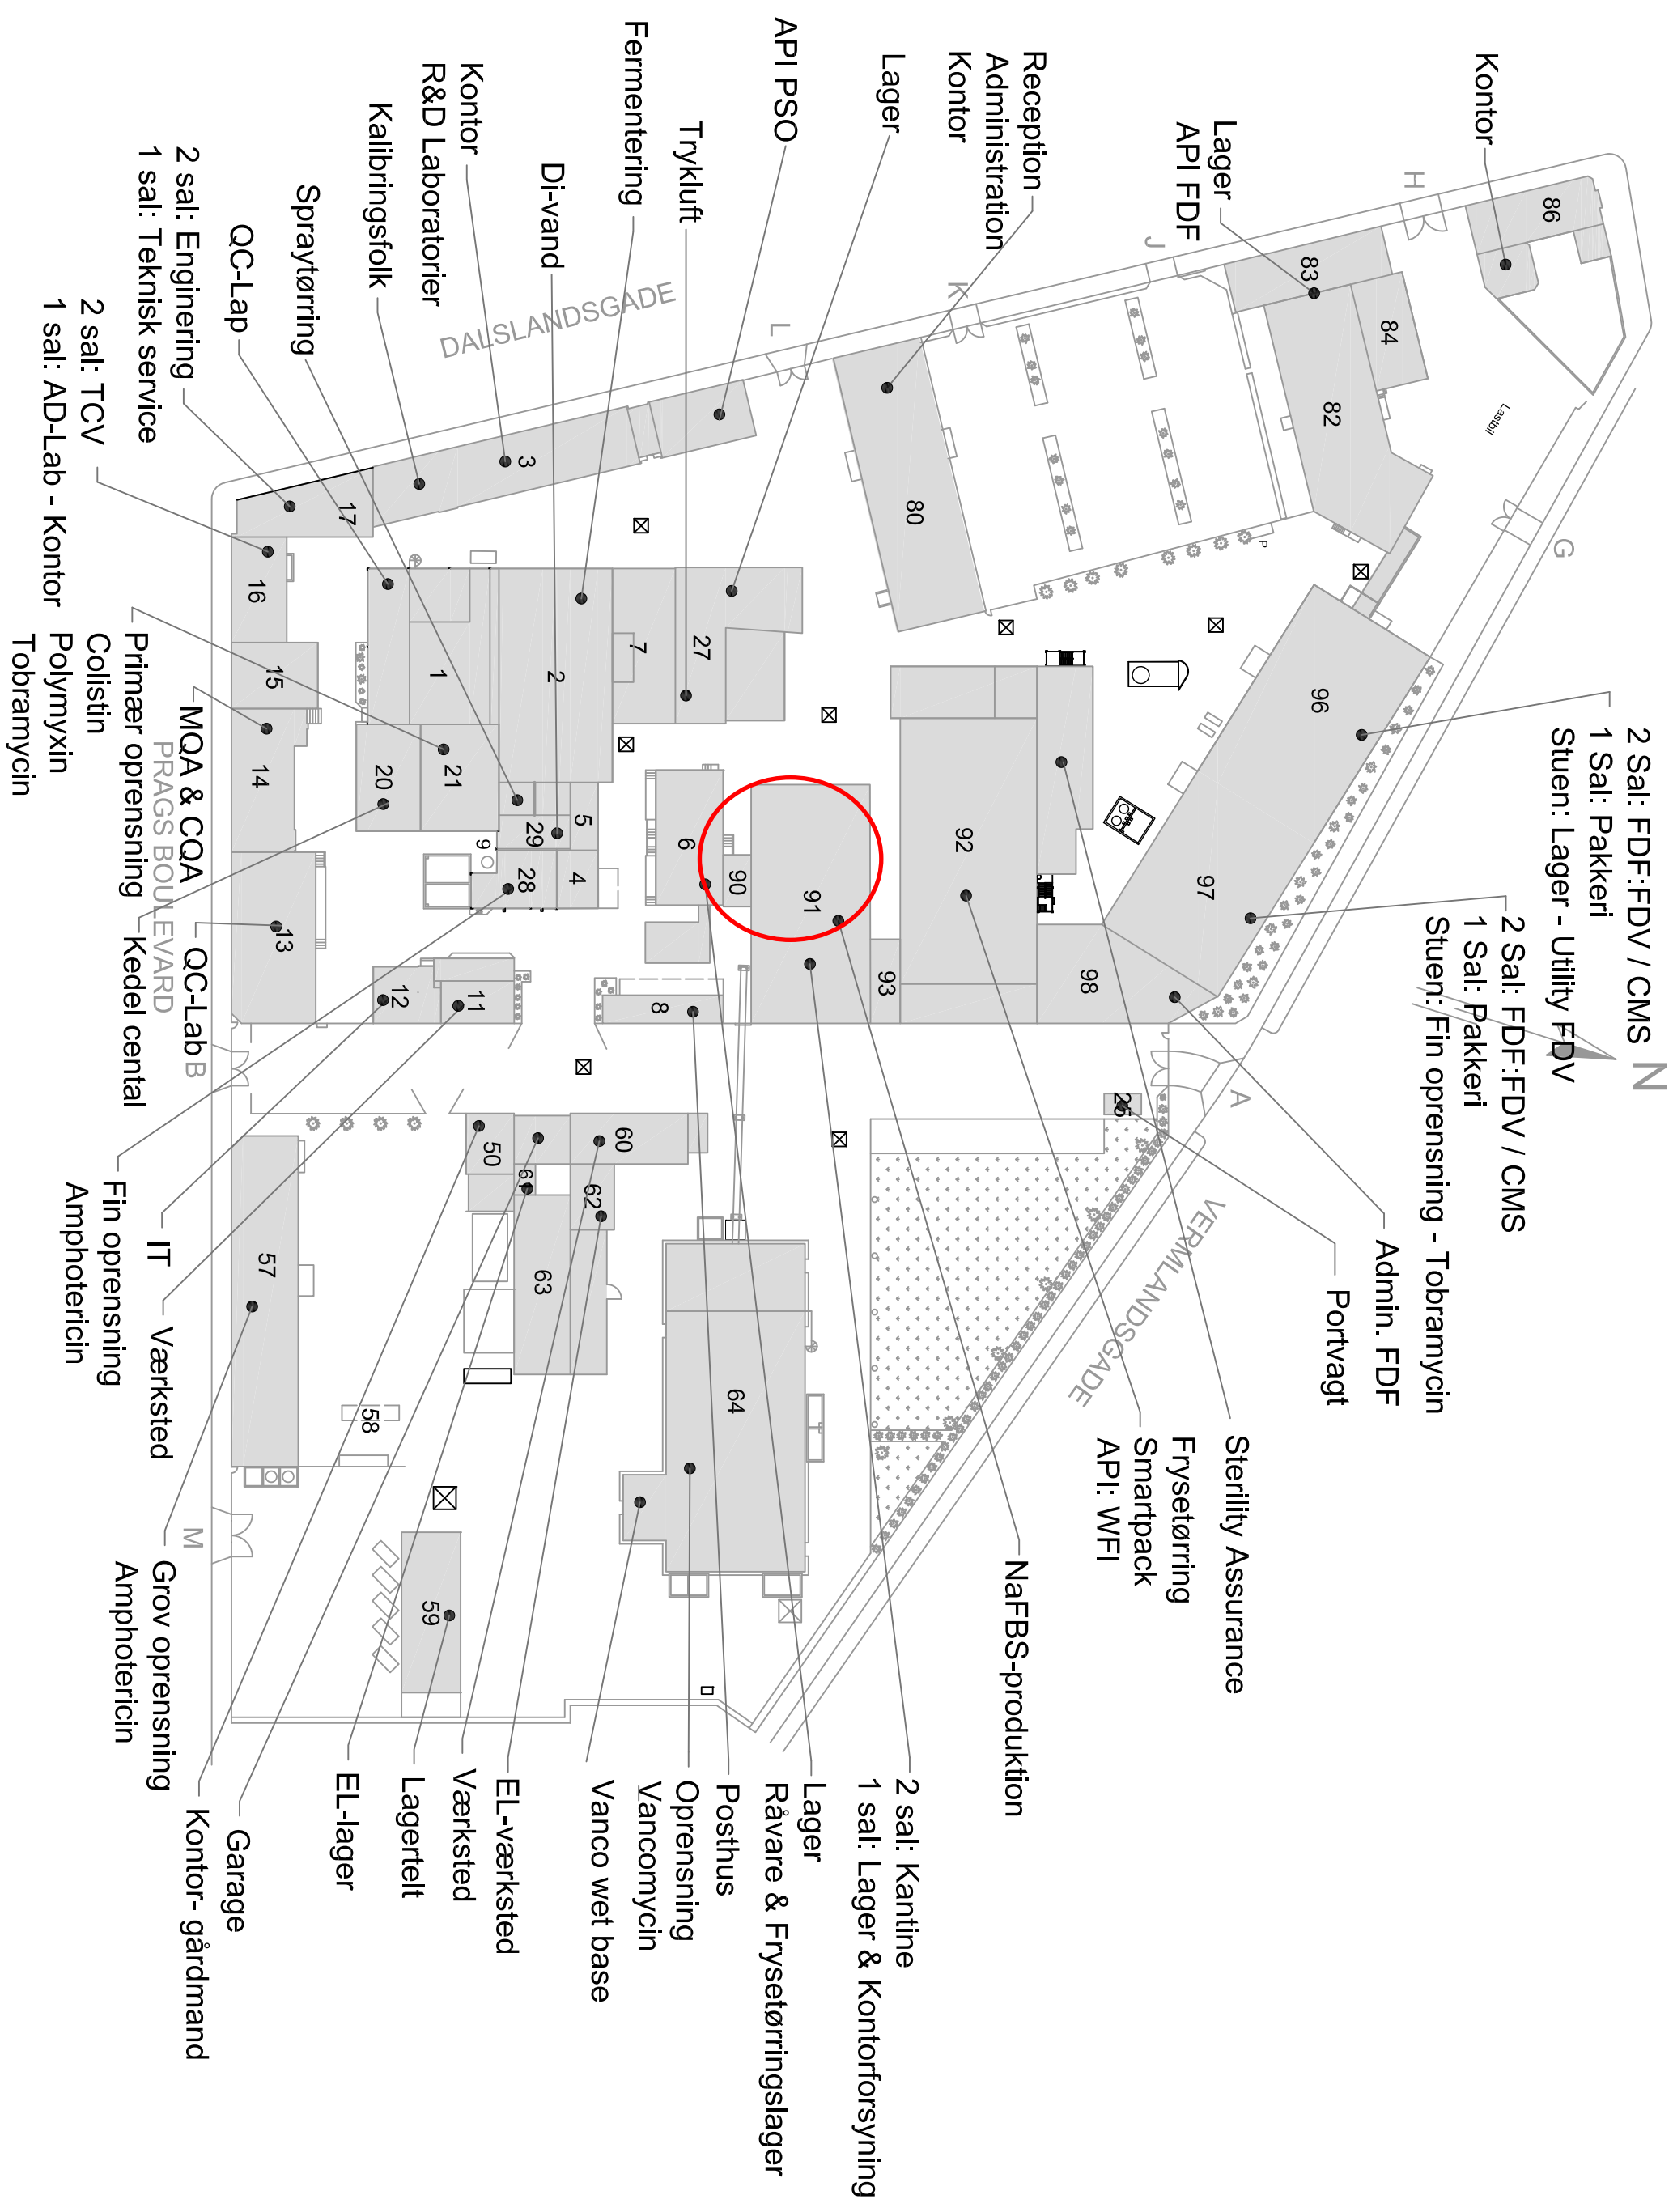 Kontor
Lager
API FDF
Reception
Administration
Kontor
Lager
API PSO
Trykluft
Fermentering
Di-vand
Kontor
R&D Laboratorier
Kalibringsfolk
Spraytørring
QC-Lap
2 sal: Enginering
1 sal: Teknisk service
2 sal: TCV
1 sal: AD-Lab - Kontor
Primær oprensning
Colistin
Polymyxin
Tobramycin
MQA & CQA
Kedel cental
QC-Lab
Fin oprensning
Amphotericin
IT
Værksted
Grov oprensning
Amphotericin
Kontor- gårdmand
Garage
EL-lager
Lagertelt
Værksted
EL-værksted
Vanco wet base
Oprensning
Vancomycin
Posthus
Lager
Råvare & Frysetørringslager
2 sal: Kantine
1 sal: Lager & Kontorforsyning
NaFBS-produktion
Frysetørring
Smartpack
API: WFI
Sterility Assurance
Portvagt
Admin. FDF
2 Sal: FDF:FDV / CMS
1 Sal: Pakkeri
Stuen: Fin oprensning - Tobramycin
2 Sal: FDF:FDV / CMS
1 Sal: Pakkeri
Stuen: Lager - Utility FDV
DALSLANDSGADE
PRAGS BOULEVARD
VERMLANDSGADE
Lastbil
P
N
H
J
K
L
G
A
B
M
86
83
84
82
80
96
97
98
92
93
91
90
27
7
2
1
3
17
16
15
14
13
20
21
5
29
28
4
9
6
8
11
12
25
50
60
61
62
63
64
57
58
59